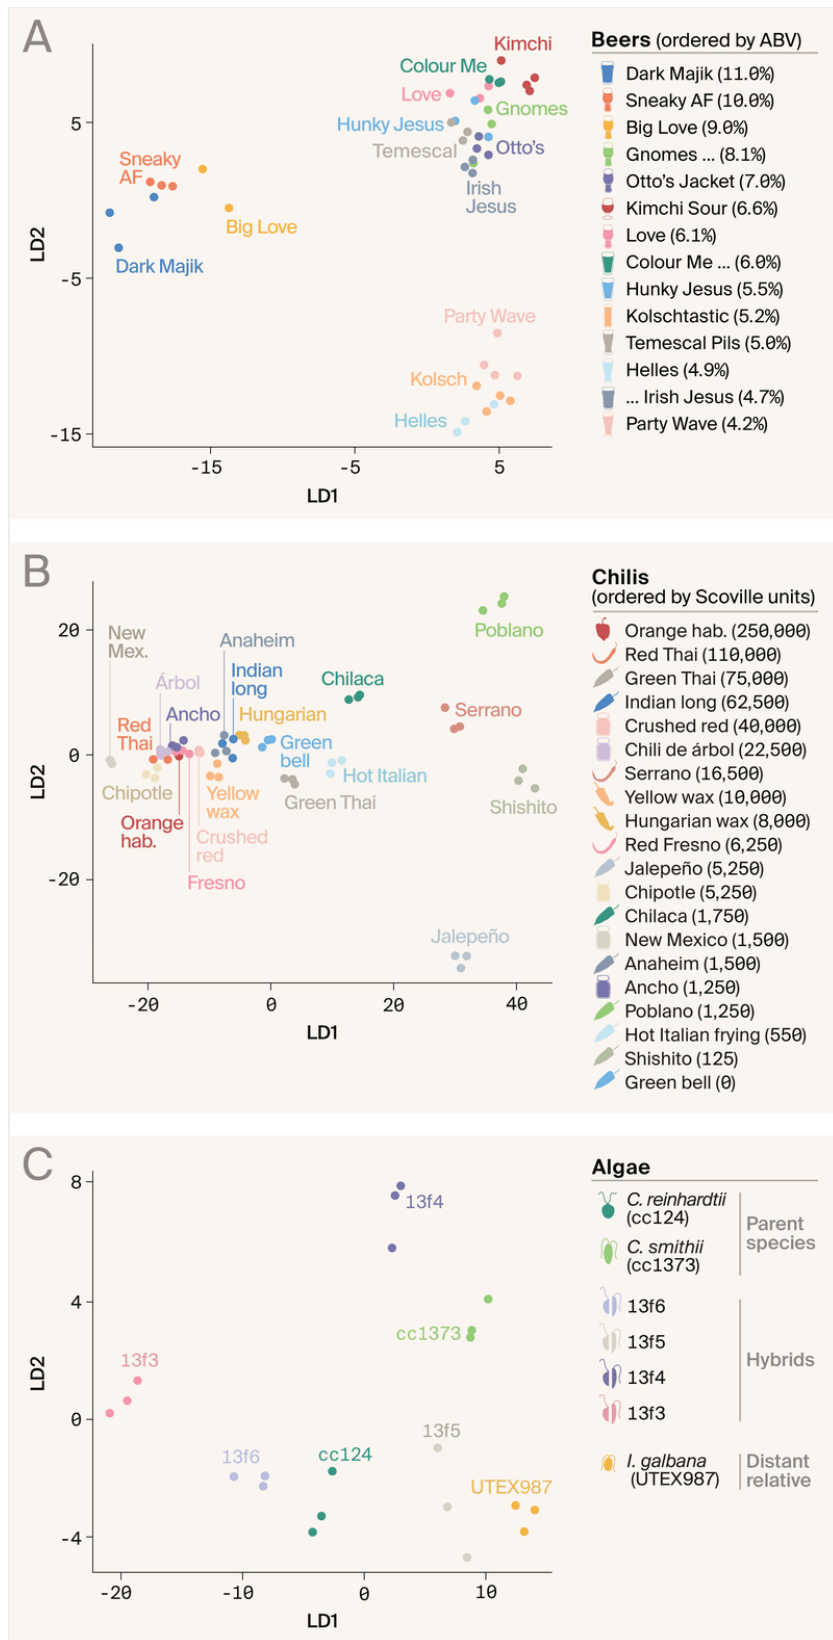 A
Beers (ordered by ABV)
Dark Majik (11.0%)
Sneaky AF (10.0%)
Big Love (9.0%)
Gnomes ... (8.1%)
Otto's Jacket (7.0%)
Kimchi Sour (6.6%)
Love (6.1%)
Colour Me ... (6.0%)
Hunky Jesus (5.5%)
Kolschtastic (5.2%)
Temescal Pils (5.0%)
Helles (4.9%)
... Irish Jesus (4.7%)
Party Wave (4.2%)
Kimchi
Colour Me
Love
Gnomes
Hunky Jesus
Temescal
Otto's
Irish
Jesus
Sneaky
AF
Big Love
Dark Majik
Party Wave
Kolsch
Helles
LD2
5
-5
-15
-15
-5
5
LD1
B
Chilis
(ordered by Scoville units)
Orange hab. (250,000)
Red Thai (110,000)
Green Thai (75,000)
Indian long (62,500)
Crushed red (40,000)
Chili de árbol (22,500)
Serrano (16,500)
Yellow wax (10,000)
Hungarian wax (8,000)
Red Fresno (6,250)
Jalepeño (5,250)
Chipotle (5,250)
Chilaca (1,750)
New Mexico (1,500)
Anaheim (1,500)
Ancho (1,250)
Poblano (1,250)
Hot Italian frying (550)
Shishito (125)
Green bell (0)
Poblano
New
Mex.
Anaheim
Árbol
Indian
long
Chilaca
Ancho
Hungarian
Serrano
Red
Thai
Green
bell
Hot Italian
Chipotle
Yellow
wax
Green Thai
Shishito
Orange
hab.
Crushed
red
Fresno
Jalepeño
LD2
20
0
-20
-20
0
20
40
LD1
C
Algae
C. reinhardtii
(cc124)
C. smithii
(cc1373)
Parent
species
13f6
13f5
13f4
13f3
Hybrids
I. galbana
(UTEX987)
Distant
relative
13f4
cc1373
13f3
13f5
13f6
cc124
UTEX987
LD2
8
4
0
-4
-20
-10
0
10
LD1